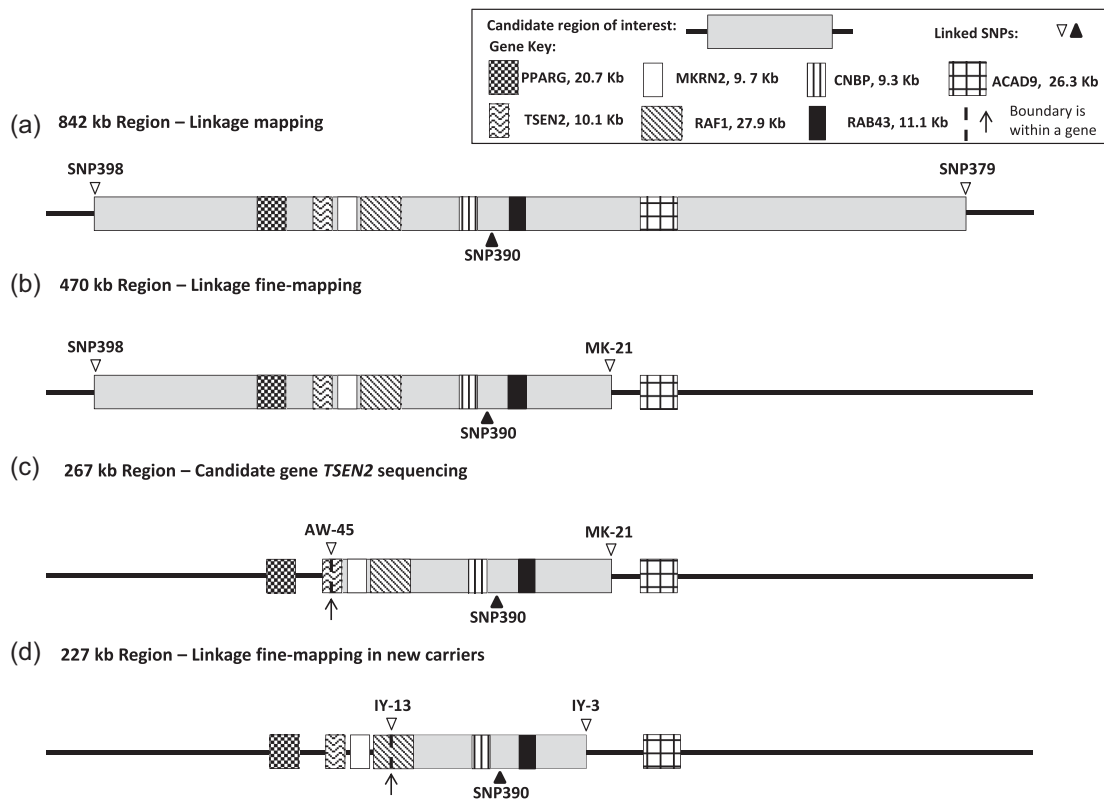 Candidate region of interest:
Linked SNPs:
Gene Key:
PPARG, 20.7 Kb
MKRN2, 9. 7 Kb
CNBP, 9.3 Kb
ACAD9, 26.3 Kb
TSEN2, 10.1 Kb
RAF1, 27.9 Kb
RAB43, 11.1 Kb
Boundary is
within a gene
(a) 842 kb Region – Linkage mapping
SNP398
SNP379
SNP390
(b) 470 kb Region – Linkage fine-mapping
SNP398
MK-21
SNP390
(c) 267 kb Region – Candidate gene TSEN2 sequencing
AW-45
MK-21
SNP390
(d) 227 kb Region – Linkage fine-mapping in new carriers
IY-13
IY-3
SNP390